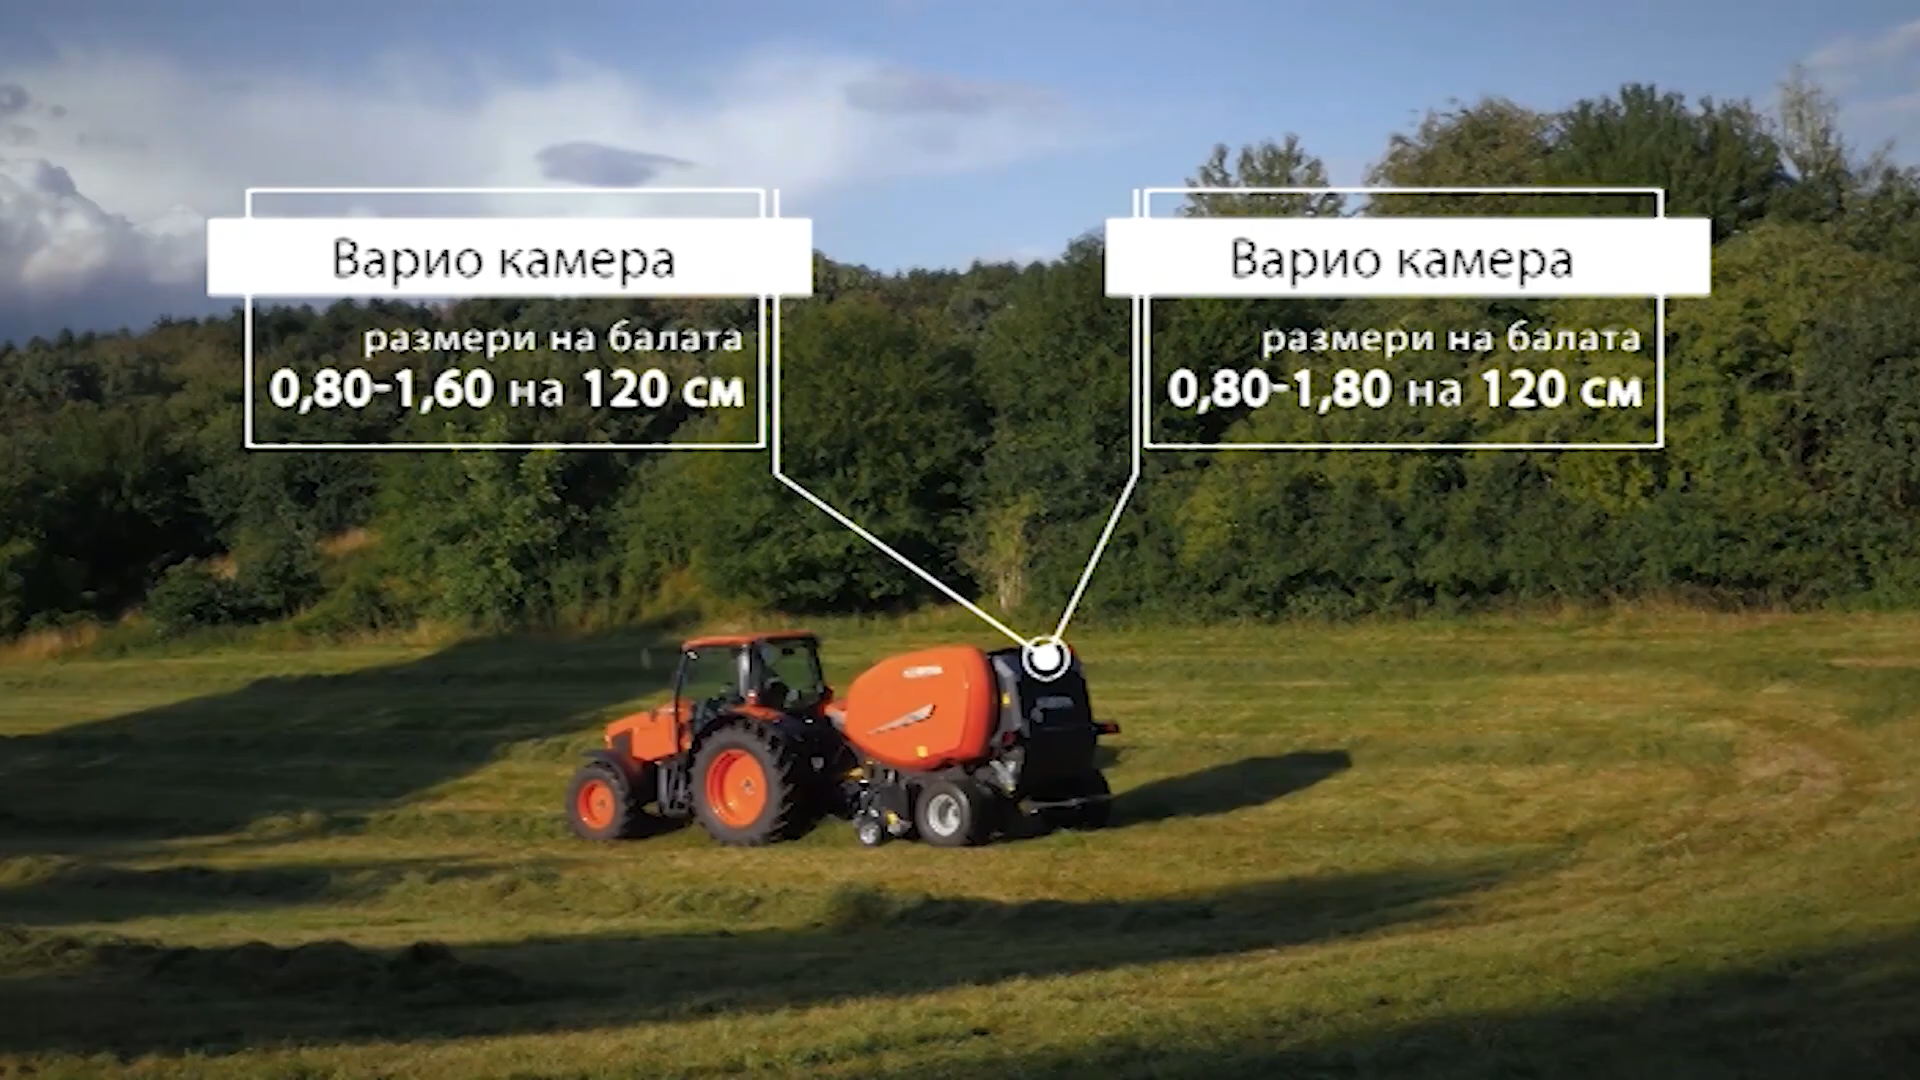 Варио камера
размери на балата
0,80-1,60 на 120 см
Варио камера
размери на балата
0,80-1,80 на 120 см